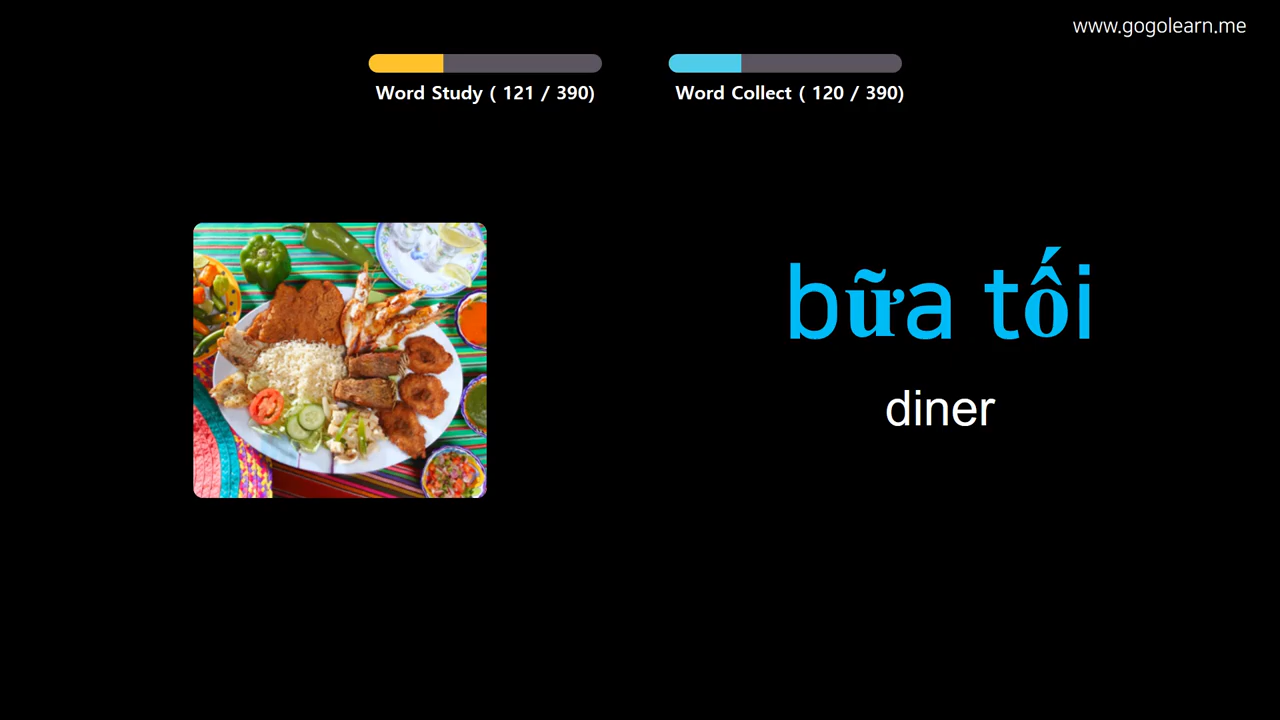 www.gogolearn.me
Word Study ( 121 / 390)
Word Collect ( 120 / 390)
bữa tối
diner